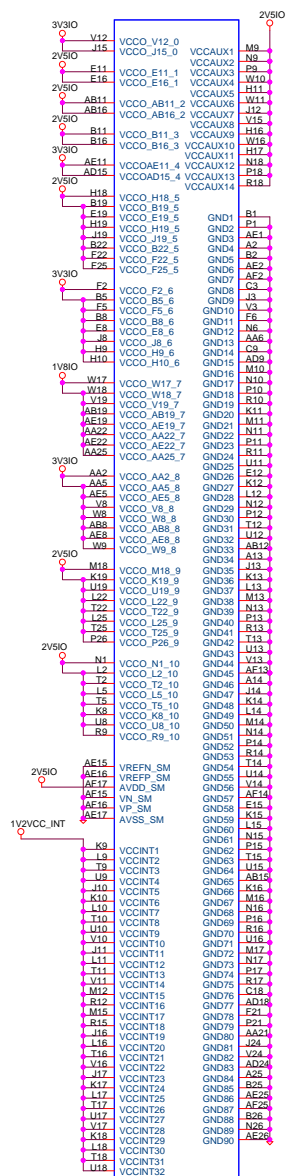 3V3IO
V12 VCCO_V12_0
J15 VCCO_J15_0
2V5IO
E11 VCCO_E11_1
E16 VCCO_E16_1
2V5IO
AB11 VCCO_AB11_2
AB16 VCCO_AB16_2
2V5IO
B11 VCCO_B11_3
B16 VCCO_B16_3
3V3IO
AE11 VCCOAE11_4
AD15 VCCOAD15_4
2V5IO
H18 VCCO_H18_5
B19 VCCO_B19_5
E19 VCCO_E19_5
H19 VCCO_H19_5
J19 VCCO_J19_5
B22 VCCO_B22_5
F22 VCCO_F22_5
F25 VCCO_F25_5
3V3IO
F2 VCCO_F2_6
B5 VCCO_B5_6
F5 VCCO_F5_6
B8 VCCO_B8_6
E8 VCCO_E8_6
J8 VCCO_J8_6
H9 VCCO_H9_6
H10 VCCO_H10_6
1V8IO
W17 VCCO_W17_7
W18 VCCO_W18_7
V19 VCCO_V19_7
AB19 VCCO_AB19_7
AE19 VCCO_AE19_7
AA22 VCCO_AA22_7
AE22 VCCO_AE22_7
AA25 VCCO_AA25_7
3V3IO
AA2 VCCO_AA2_8
AA5 VCCO_AA5_8
AE5 VCCO_AE5_8
V8 VCCO_V8_8
W8 VCCO_W8_8
AB8 VCCO_AB8_8
AE8 VCCO_AE8_8
W9 VCCO_W9_8
2V5IO
M18 VCCO_M18_9
K19 VCCO_K19_9
U19 VCCO_U19_9
L22 VCCO_L22_9
T22 VCCO_T22_9
L25 VCCO_L25_9
T25 VCCO_T25_9
P26 VCCO_P26_9
2V5IO
N1 VCCO_N1_10
L2 VCCO_L2_10
T2 VCCO_T2_10
L5 VCCO_L5_10
T5 VCCO_T5_10
K8 VCCO_K8_10
U8 VCCO_U8_10
R9 VCCO_R9_10
AE15 VREFN_SM
AE16 VREFP_SM
2V5IO
AF17 AVDD_SM
AF15 VN_SM
AF16 VP_SM
AE17 AVSS_SM
1V2VCC_INT
K9 VCCINT1
L9 VCCINT2
T9 VCCINT3
U9 VCCINT4
J10 VCCINT5
K10 VCCINT6
L10 VCCINT7
T10 VCCINT8
U10 VCCINT9
V10 VCCINT10
J11 VCCINT11
L11 VCCINT12
T11 VCCINT13
V11 VCCINT14
M12 VCCINT15
R12 VCCINT16
M15 VCCINT17
R15 VCCINT18
J16 VCCINT19
L16 VCCINT20
T16 VCCINT21
V16 VCCINT22
J17 VCCINT23
K17 VCCINT24
L17 VCCINT25
T17 VCCINT26
U17 VCCINT27
V17 VCCINT28
K18 VCCINT29
L18 VCCINT30
T18 VCCINT31
U18 VCCINT32
2V5IO
VCCAUX1 M9
VCCAUX2 N9
VCCAUX3 P9
VCCAUX4 W10
VCCAUX5 H11
VCCAUX6 W11
VCCAUX7 J12
VCCAUX8 V15
VCCAUX9 H16
VCCAUX10 W16
VCCAUX11 H17
VCCAUX12 N18
VCCAUX13 P18
VCCAUX14 R18
GND1 B1
GND2 P1
GND3 AE1
GND4 A2
GND5 B2
GND6 AE2
GND7 AF2
GND8 C3
GND9 J3
GND10 V3
GND11 F6
GND12 N6
GND13 AA6
GND14 C9
GND15 AD9
GND16 M10
GND17 N10
GND18 P10
GND19 R10
GND20 K11
GND21 M11
GND22 N11
GND23 P11
GND24 R11
GND25 U11
GND26 E12
GND27 K12
GND28 L12
GND29 N12
GND30 P12
GND31 T12
GND32 U12
GND33 AB12
GND34 A13
GND35 J13
GND36 K13
GND37 L13
GND38 M13
GND39 N13
GND40 P13
GND41 R13
GND42 T13
GND43 U13
GND44 V13
GND45 AF13
GND46 A14
GND47 J14
GND48 K14
GND49 L14
GND50 M14
GND51 N14
GND52 P14
GND53 R14
GND54 T14
GND55 U14
GND56 V14
GND57 AF14
GND58 E15
GND59 K15
GND60 L15
GND61 N15
GND62 P15
GND63 T15
GND64 U15
GND65 AB15
GND66 K16
GND67 M16
GND68 N16
GND69 P16
GND70 R16
GND71 U16
GND72 M17
GND73 N17
GND74 P17
GND75 R17
GND76 C18
GND77 AD18
GND78 F21
GND79 P21
GND80 AA21
GND81 J24
GND82 V24
GND83 AD24
GND84 A25
GND85 B25
GND86 AE25
GND87 AF25
GND88 B26
GND89 N26
GND90 AE26